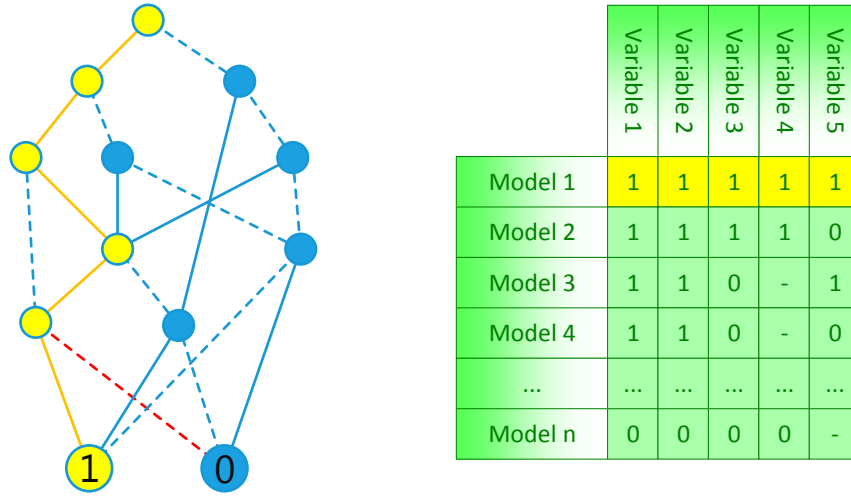 1
0
Variable 1
Variable 2
Variable 3
Variable 4
Variable 5
Model 1 1 1 1 1 1
Model 2 1 1 1 1 0
Model 3 1 1 0 - 1
Model 4 1 1 0 - 0
... ... ... ... ... ...
Model n 0 0 0 0 -